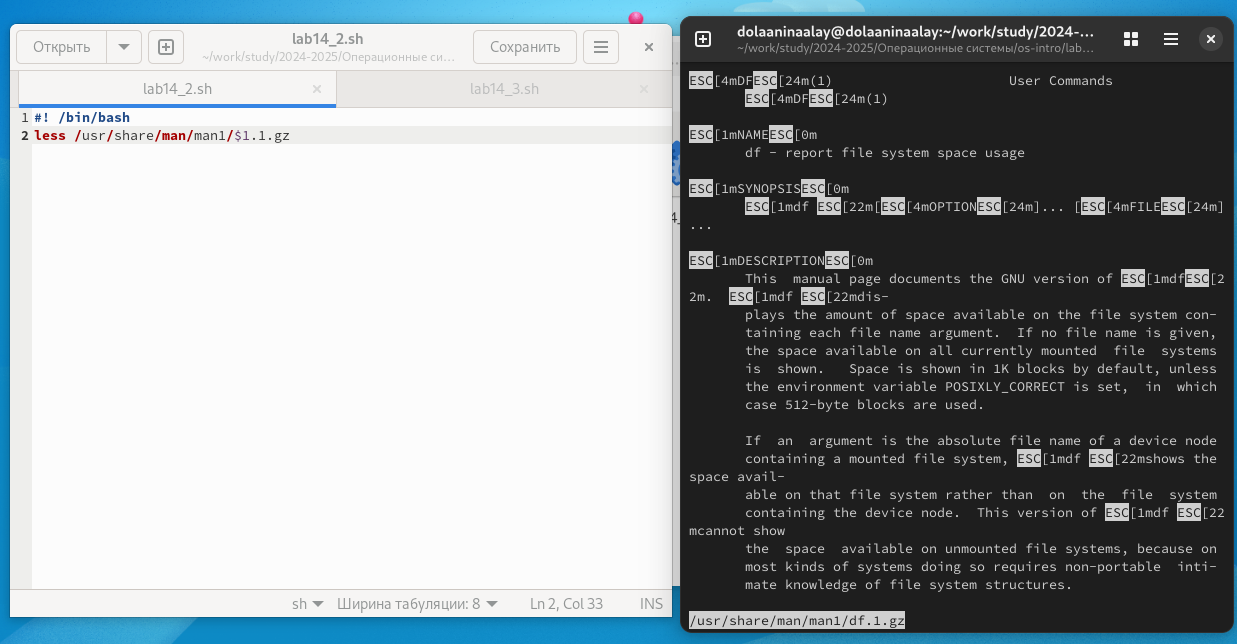 Открыть
lab14_2.sh
~/work/study/2024-2025/Операционные си...
Сохранить
lab14_2.sh
lab14_3.sh
1 #! /bin/bash
2 less /usr/share/man/man1/$1.1.gz
sh
Ширина табуляции: 8
Ln 2, Col 33
INS
dolaaninaalay@dolaaninaalay:~/work/study/2024-...
~/work/study/2024-2025/Операционные системы/os-intro/lab...
ESC[4mDFESC[24m(1) User Commands
ESC[4mDFESC[24m(1)
ESC[1mNAMEESC[0m
df - report file system space usage
ESC[1mSYNOPSISESC[0m
ESC[1mdf ESC[22m[ESC[4mOPTIONESC[24m]... [ESC[4mFILEESC[24m]
...
ESC[1mDESCRIPTIONESC[0m
This  manual page documents the GNU version of ESC[1mdfESC[2
2m.  ESC[1mdf ESC[22mdis-
plays the amount of space available on the file system con-
taining each file name argument.  If no file name is given,
the space available on all currently mounted  file  systems
is  shown.   Space is shown in 1K blocks by default, unless
the environment variable POSIXLY_CORRECT is set,  in  which
case 512-byte blocks are used.
If  an  argument is the absolute file name of a device node
containing a mounted file system, ESC[1mdf ESC[22mshows the
space avail-
able on that file system rather than  on  the  file  system
containing the device node.  This version of ESC[1mdf ESC[22
mcannot show
the  space  available on unmounted file systems, because on
most kinds of systems doing so requires non-portable  inti-
mate knowledge of file system structures.
/usr/share/man/man1/df.1.gz